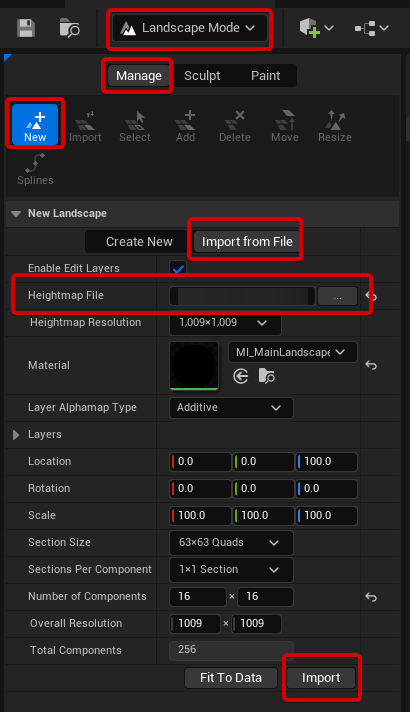 Landscape Mode
Manage Sculpt Paint
New Import Select Add Delete Move Resize
Splines
New Landscape
Create New Import from File
Enable Edit Layers
Heightmap File ...
Heightmap Resolution 1,009×1,009
Material MI_MainLandscape
Layer Alphamap Type Additive
Layers
Location 0.0 0.0 100.0
Rotation 0.0 0.0 0.0
Scale 100.0 100.0 100.0
Section Size 63×63 Quads
Sections Per Component 1×1 Section
Number of Components 16 × 16
Overall Resolution 1009 × 1009
Total Components 256
Fit To Data Import